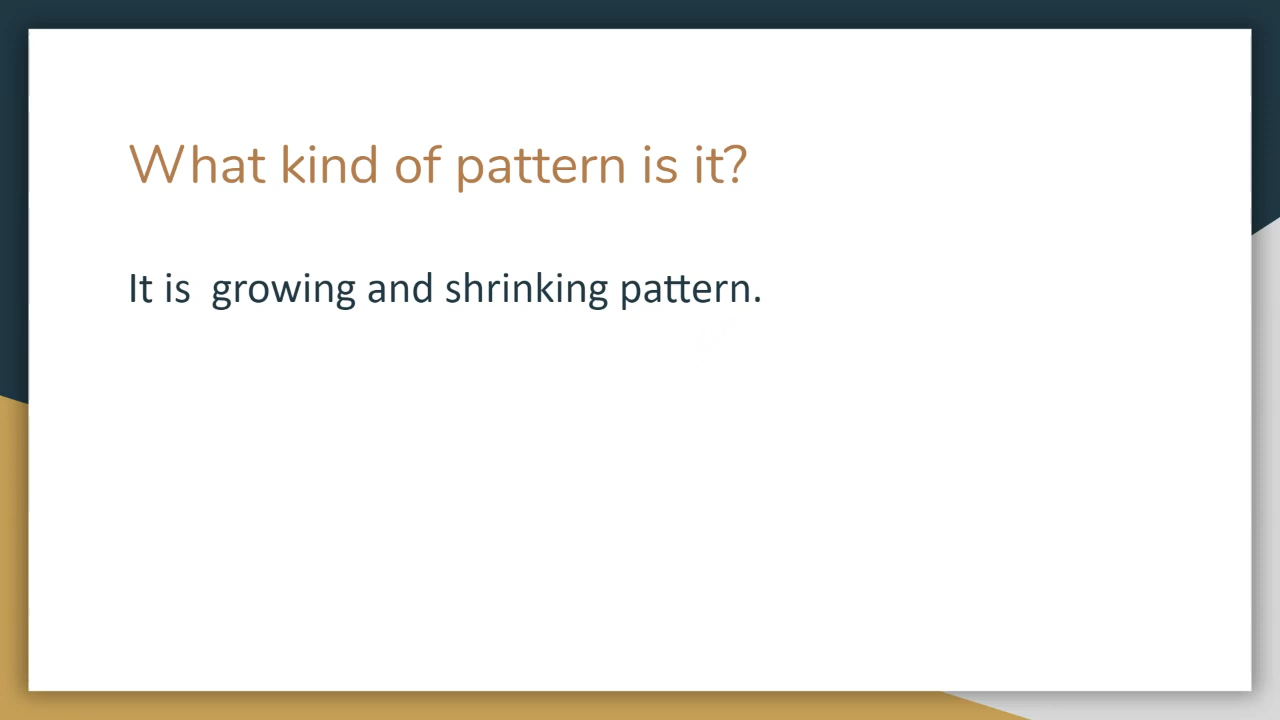 What kind of pattern is it?
It is  growing and shrinking pattern.